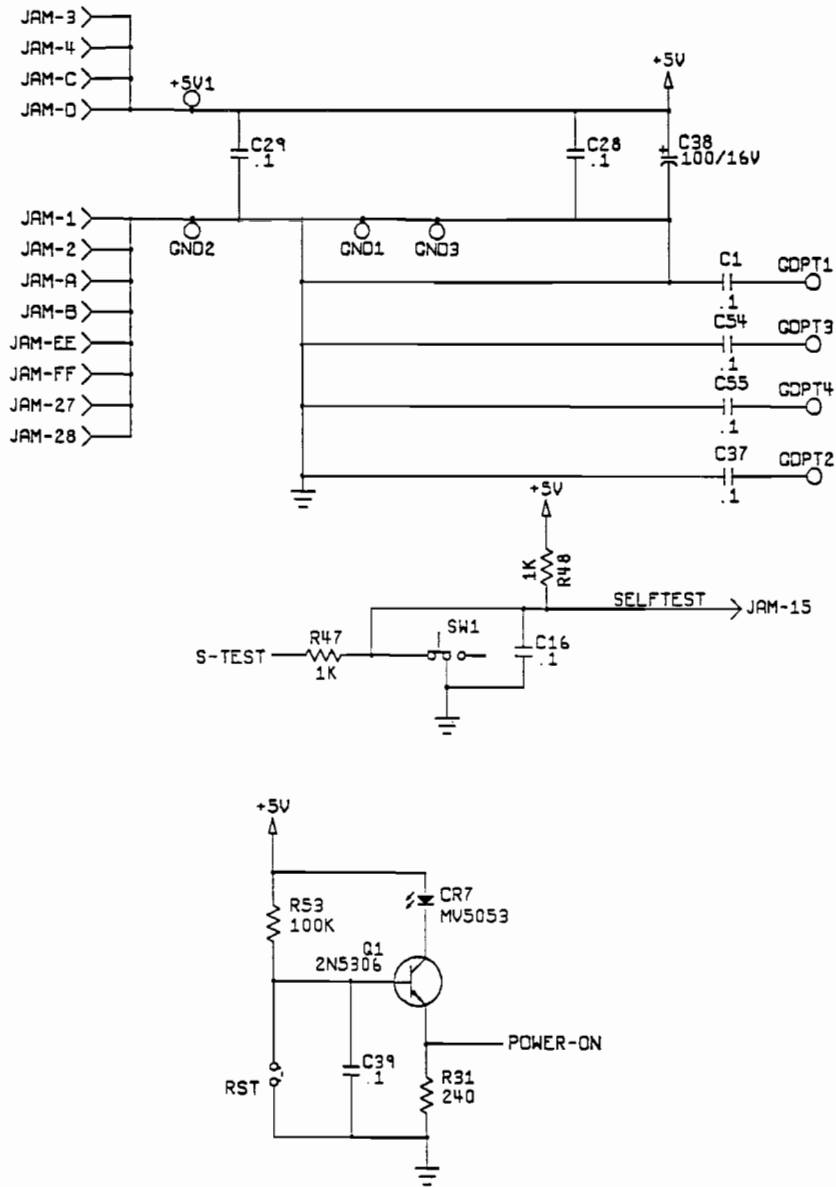 JAM-3
JAM-4
JAM-C
JAM-D
+5V1
+5V
C29
.1
C28
.1
C38
+
100/16V
JAM-1
JAM-2
JAM-A
JAM-B
JAM-EE
JAM-FF
JAM-27
JAM-28
GND2
GND1
GND3
C1
.1
GDPT1
C54
.1
GDPT3
C55
.1
GDPT4
C37
.1
GDPT2
+5V
1K
R48
SELFTEST
JAM-15
S-TEST
R47
1K
SW1
C16
.1
+5V
R53
100K
CR7
MV5053
Q1
2N5306
POWER-ON
RST
C39
.1
R31
240